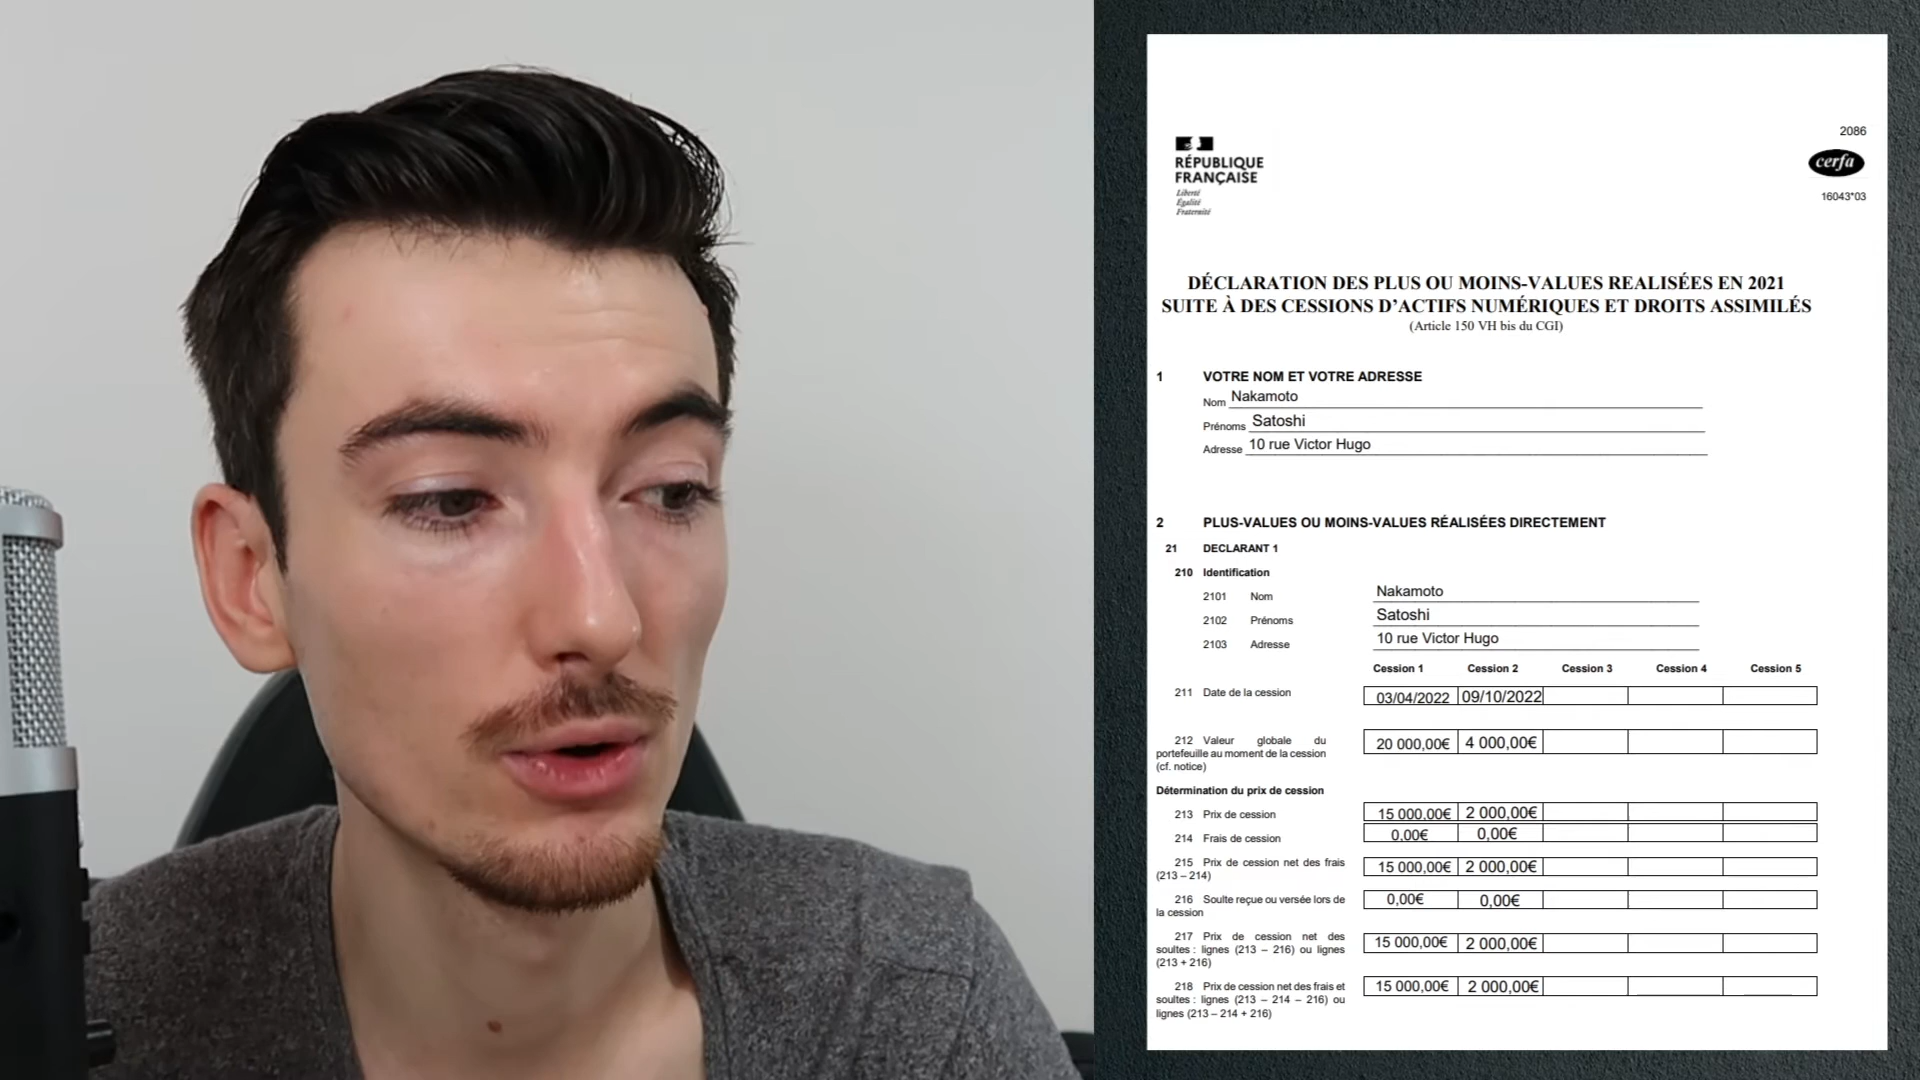 2086
cerfa
16043*03
RÉPUBLIQUE
FRANÇAISE
Liberté
Égalité
Fraternité
DÉCLARATION DES PLUS OU MOINS-VALUES REALISÉES EN 2021
SUITE À DES CESSIONS D'ACTIFS NUMÉRIQUES ET DROITS ASSIMILÉS
(Article 150 VH bis du CGI)
1 VOTRE NOM ET VOTRE ADRESSE
Nom Nakamoto
Prénoms Satoshi
Adresse 10 rue Victor Hugo
2 PLUS-VALUES OU MOINS-VALUES RÉALISÉES DIRECTEMENT
21 DECLARANT 1
210 Identification
2101 Nom Nakamoto
2102 Prénoms Satoshi
2103 Adresse 10 rue Victor Hugo
Cession 1 Cession 2 Cession 3 Cession 4 Cession 5
211 Date de la cession 03/04/2022 09/10/2022
212 Valeur globale du
portefeuille au moment de la cession
(cf. notice)
20 000,00€ 4 000,00€
Détermination du prix de cession
213 Prix de cession 15 000,00€ 2 000,00€
214 Frais de cession 0,00€ 0,00€
215 Prix de cession net des frais
(213 – 214)
15 000,00€ 2 000,00€
216 Soulte reçue ou versée lors de
la cession
0,00€ 0,00€
217 Prix de cession net des
soultes : lignes (213 – 216) ou lignes
(213 + 216)
15 000,00€ 2 000,00€
218 Prix de cession net des frais et
soultes : lignes (213 – 214 – 216) ou
lignes (213 – 214 + 216)
15 000,00€ 2 000,00€